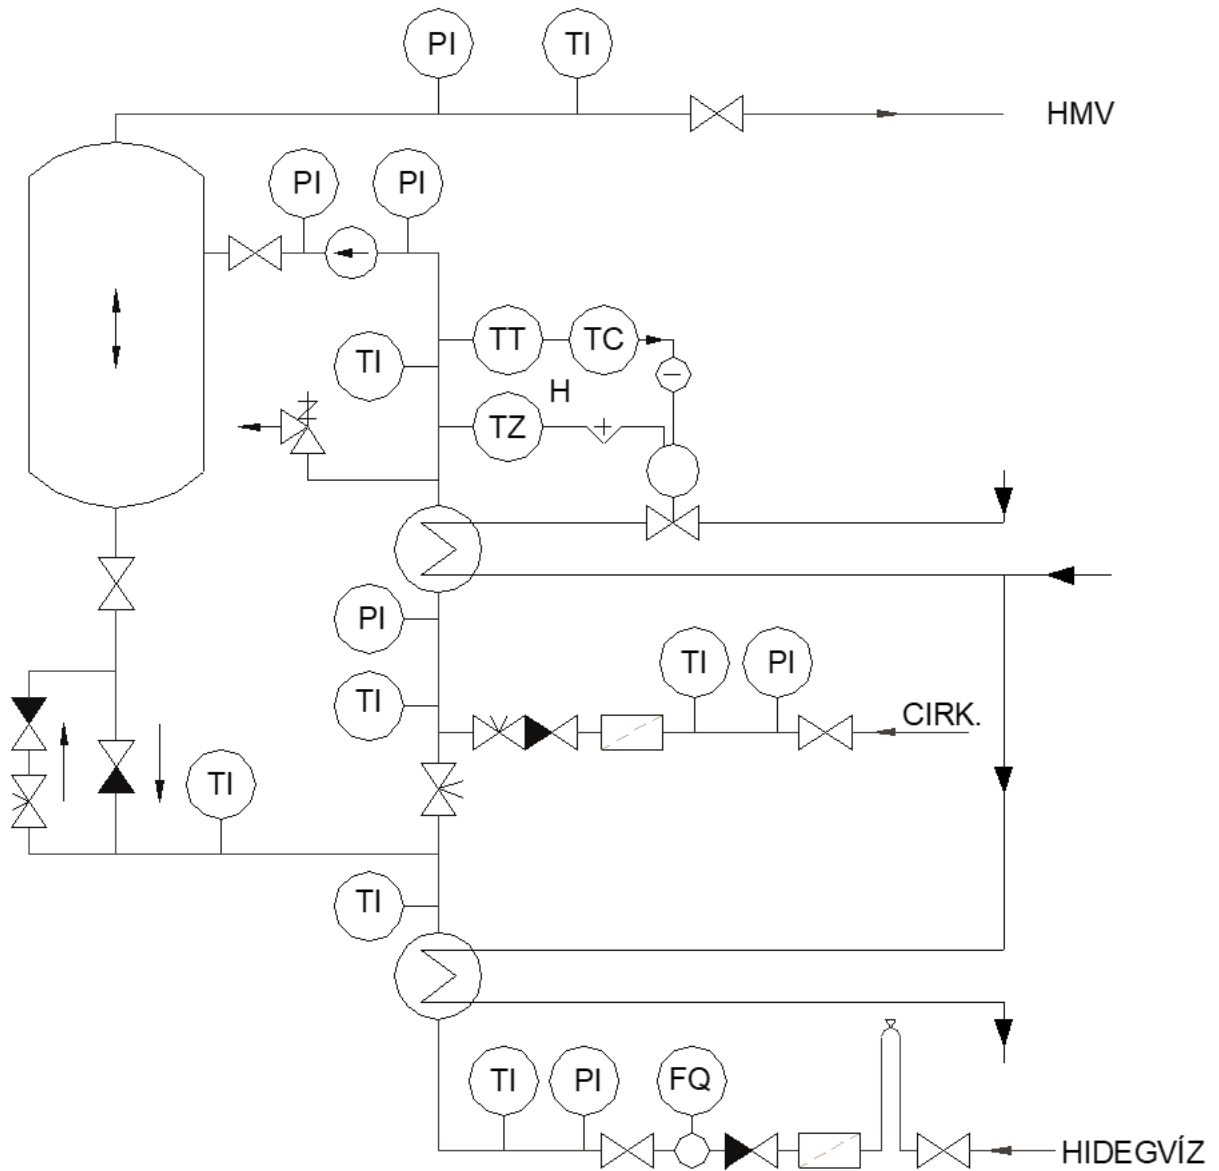 PI TI
HMV
PI PI
TT TC
TI
H
TZ
PI
TI PI
TI
CIRK.
TI
TI
TI PI FQ
HIDEGVÍZ